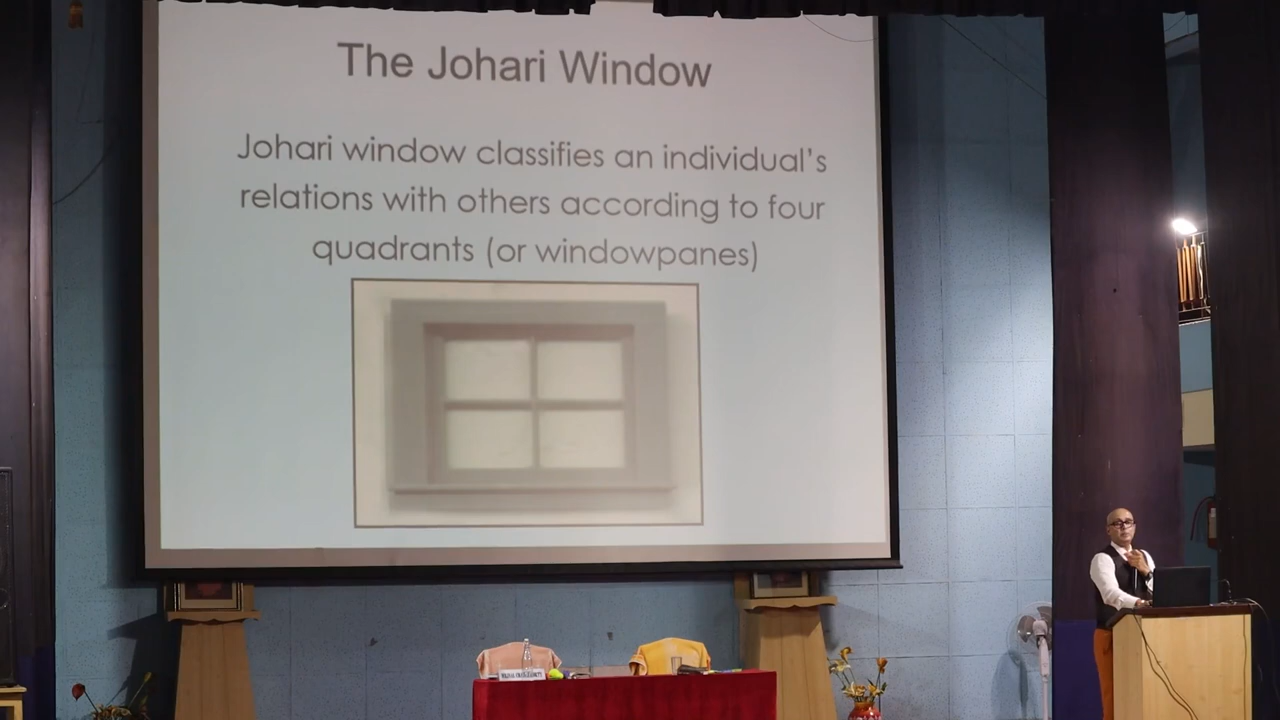 The Johari Window
Johari window classifies an individual's
relations with others according to four
quadrants (or windowpanes)